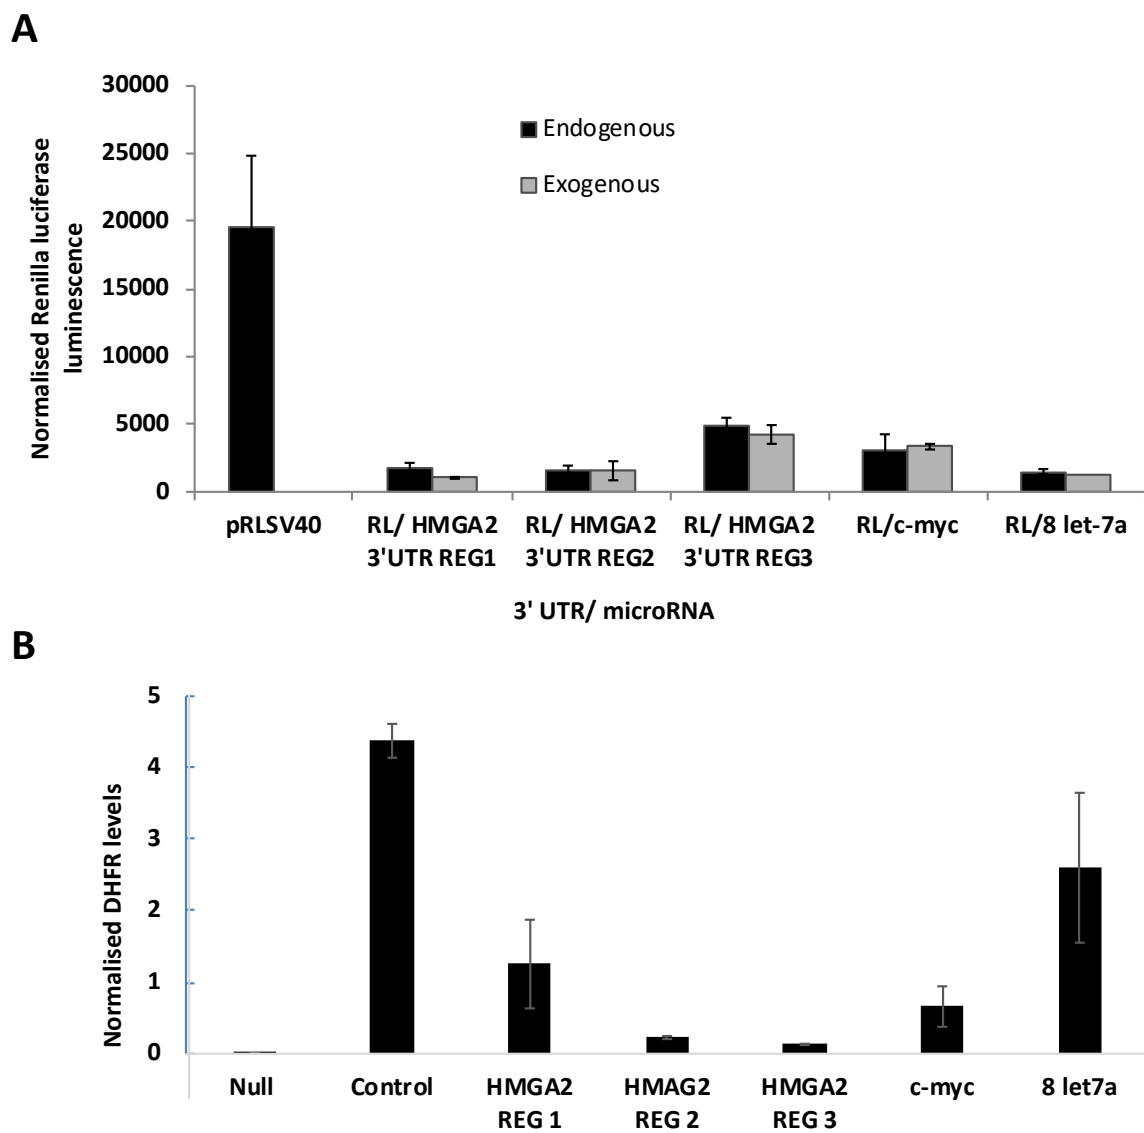 A
30000
25000
20000
15000
10000
5000
0
Normalised Renilla luciferase
luminescence
Endogenous
Exogenous
pRLSV40
RL/ HMGA2
3'UTR REG1
RL/ HMGA2
3'UTR REG2
RL/ HMGA2
3'UTR REG3
RL/c-myc
RL/8 let-7a
3' UTR/ microRNA
B
5
4
3
2
1
0
Normalised DHFR levels
Null
Control
HMGA2
REG 1
HMAG2
REG 2
HMGA2
REG 3
c-myc
8 let7a